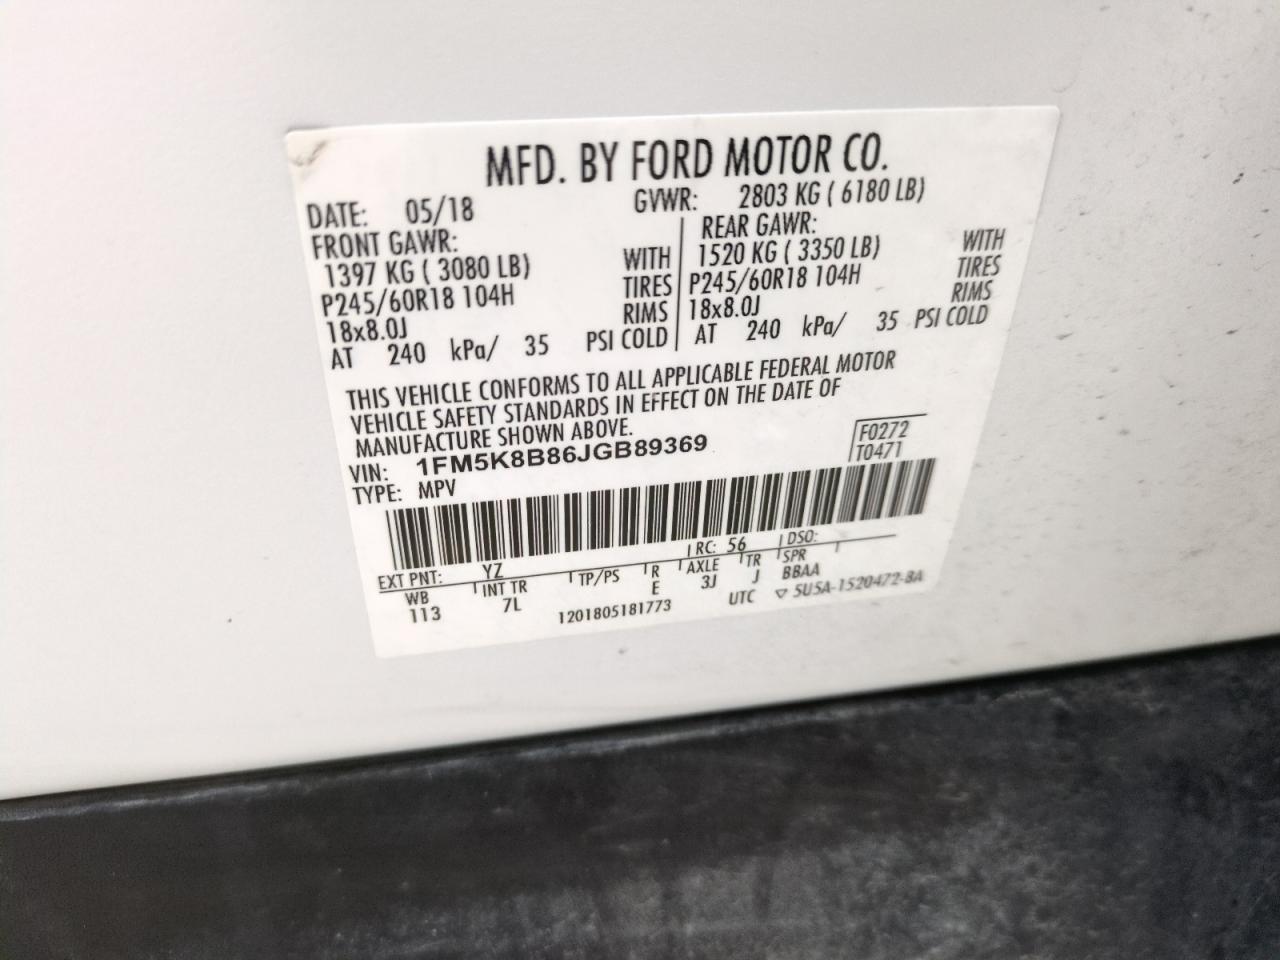 MFD. BY FORD MOTOR CO.
DATE: 05/18 GVWR: 2803 KG ( 6180 LB)
FRONT GAWR: REAR GAWR:
1397 KG ( 3080 LB) WITH 1520 KG ( 3350 LB) WITH
P245/60R18 104H TIRES P245/60R18 104H TIRES
18x8.0J RIMS 18x8.0J RIMS
AT 240 kPa/ 35 PSI COLD AT 240 kPa/ 35 PSI COLD
THIS VEHICLE CONFORMS TO ALL APPLICABLE FEDERAL MOTOR
VEHICLE SAFETY STANDARDS IN EFFECT ON THE DATE OF
MANUFACTURE SHOWN ABOVE.
VIN: 1FM5K8B86JGB89369 F0272
TYPE: MPV T0471
EXT PNT: YZ RC: 56 DSO:
WB INT TR TP/PS R AXLE TR SPR
113 7L E 3J J BBAA
1201805181773 UTC ▽ 5U5A-1520472-BA